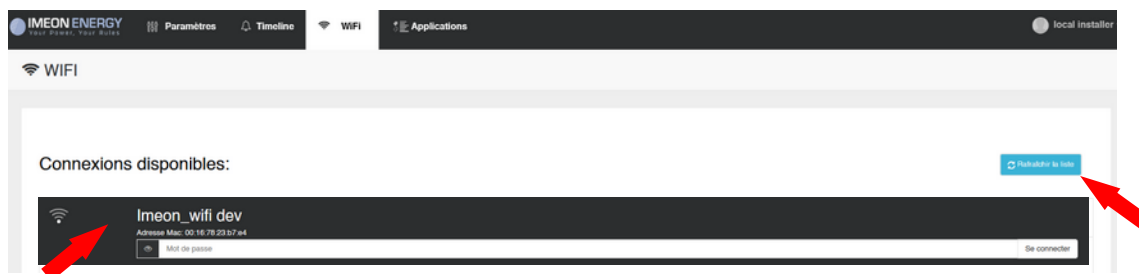 IMEON ENERGY
Your Power, Your Rules
Paramètres
Timeline
WiFi
Applications
local installer
WIFI
Connexions disponibles:
Rafraîchir la liste
Imeon_wifi dev
Adresse Mac: 00:16:78:23:b7:e4
Mot de passe
Se connecter